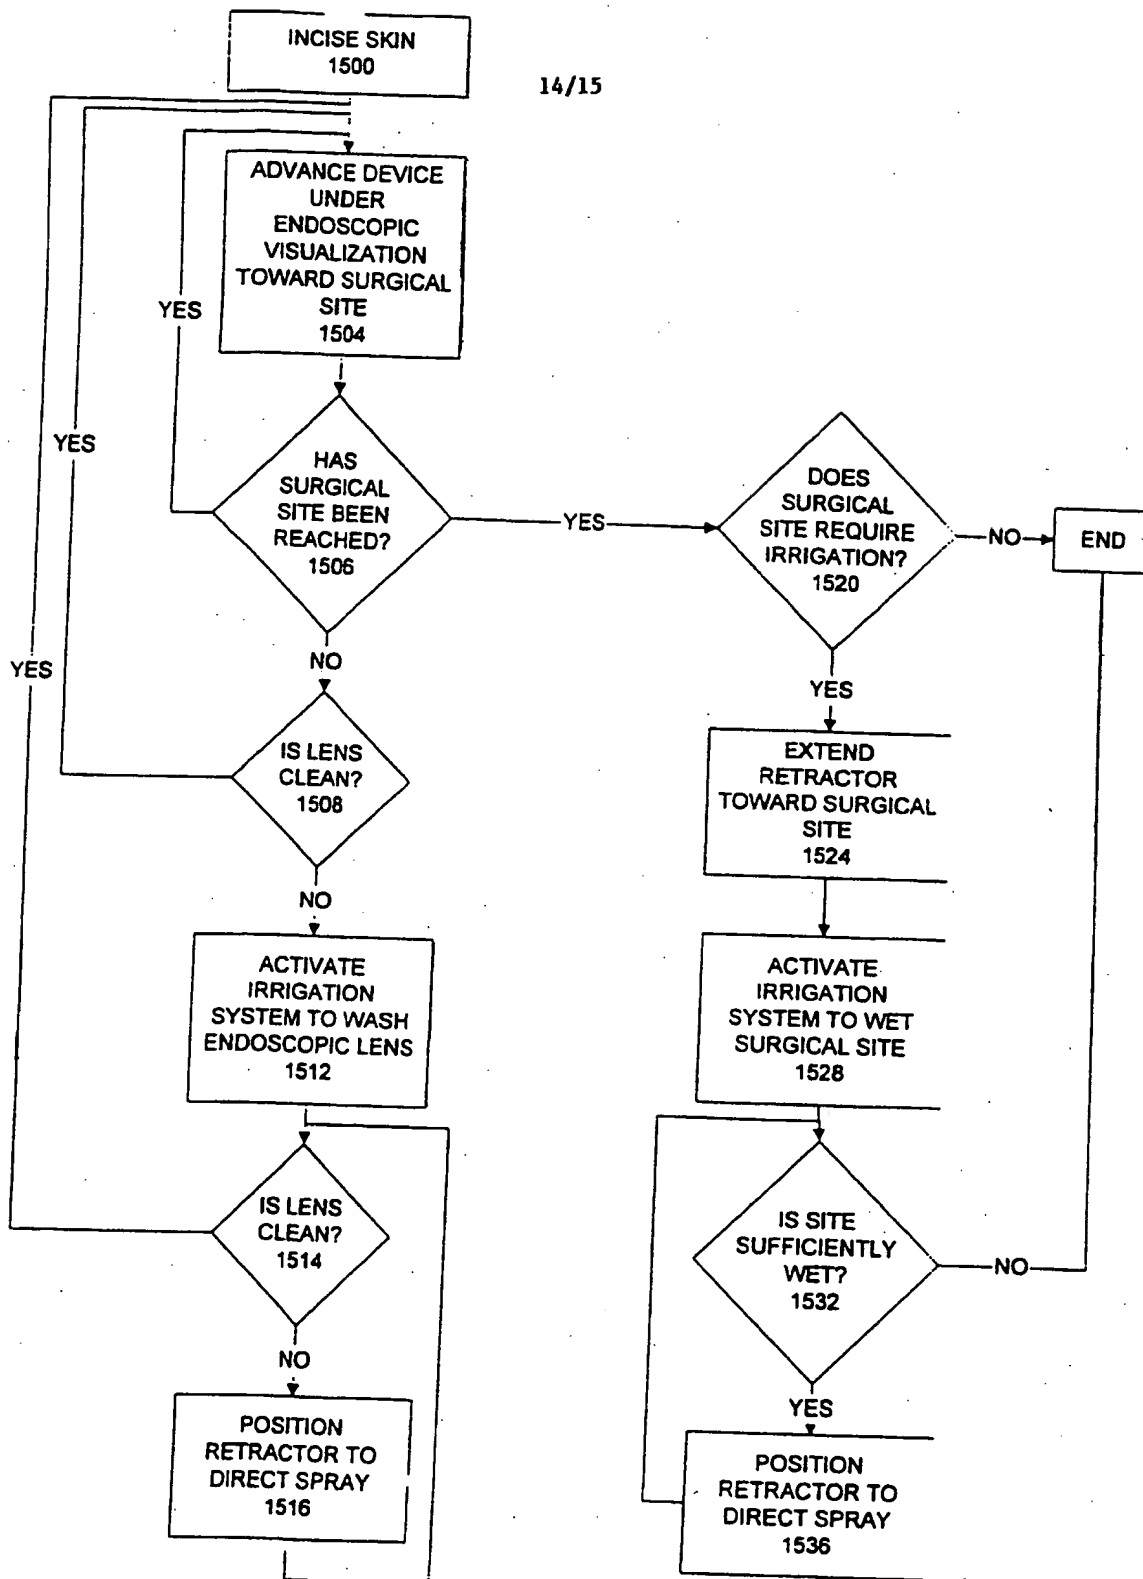 INCISE SKIN
1500
14/15
ADVANCE DEVICE
UNDER
ENDOSCOPIC
VISUALIZATION
TOWARD SURGICAL
SITE
1504
YES
YES
YES
HAS
SURGICAL
SITE BEEN
REACHED?
1506
YES
NO
IS LENS
CLEAN?
1508
NO
ACTIVATE
IRRIGATION
SYSTEM TO WASH
ENDOSCOPIC LENS
1512
IS LENS
CLEAN?
1514
NO
POSITION
RETRACTOR TO
DIRECT SPRAY
1516
DOES
SURGICAL
SITE REQUIRE
IRRIGATION?
1520
NO
END
YES
EXTEND
RETRACTOR
TOWARD SURGICAL
SITE
1524
ACTIVATE
IRRIGATION
SYSTEM TO WET
SURGICAL SITE
1528
IS SITE
SUFFICIENTLY
WET?
1532
NO
YES
POSITION
RETRACTOR TO
DIRECT SPRAY
1536